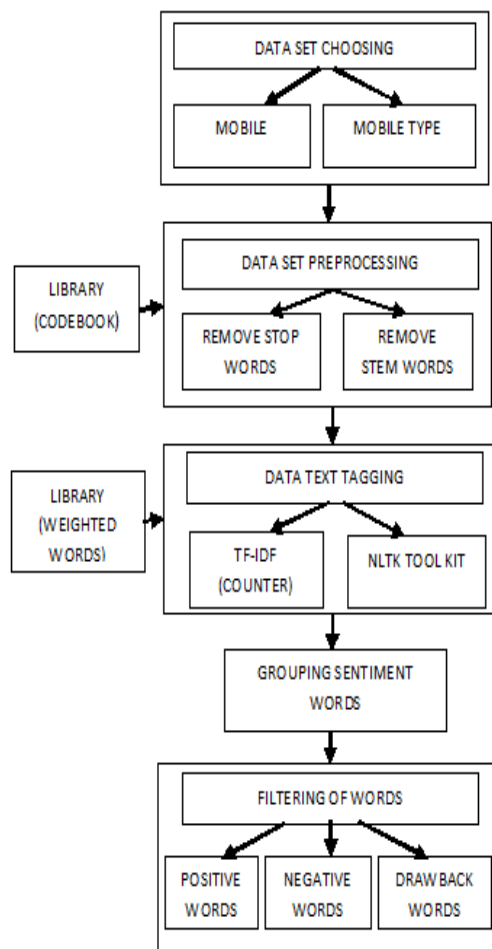 DATA SET CHOOSING
MOBILE
MOBILE TYPE
DATA SET PREPROCESSING
LIBRARY
(CODEBOOK)
REMOVE STOP
WORDS
REMOVE
STEM WORDS
DATA TEXT TAGGING
LIBRARY
(WEIGHTED
WORDS)
TF-IDF
(COUNTER)
NLTK TOOL KIT
GROUPING SENTIMENT
WORDS
FILTERING OF WORDS
POSITIVE
WORDS
NEGATIVE
WORDS
DRAWBACK
WORDS